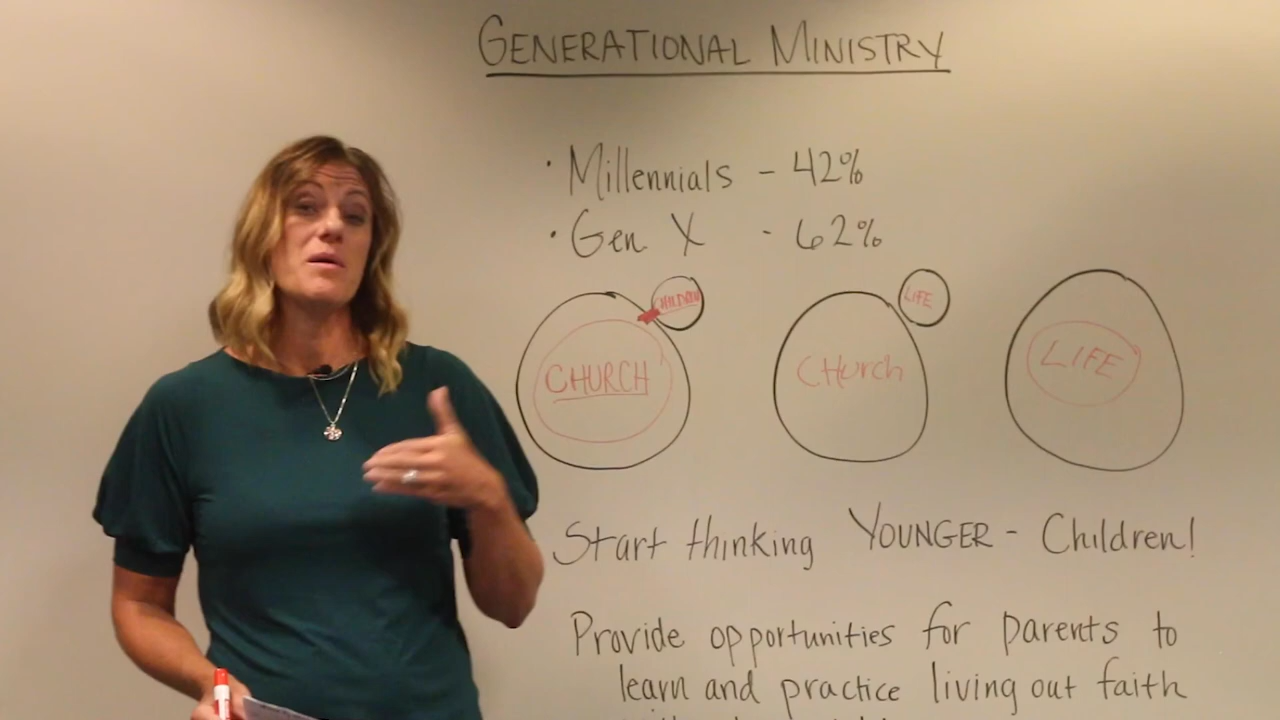 GENERATIONAL MINISTRY
· Millennials - 42%
· Gen X - 62%
CHILDREN
CHURCH
LIFE
CHurch
LIFE
Start thinking YOUNGER - Children!
Provide opportunities for parents to
learn and practice living out faith